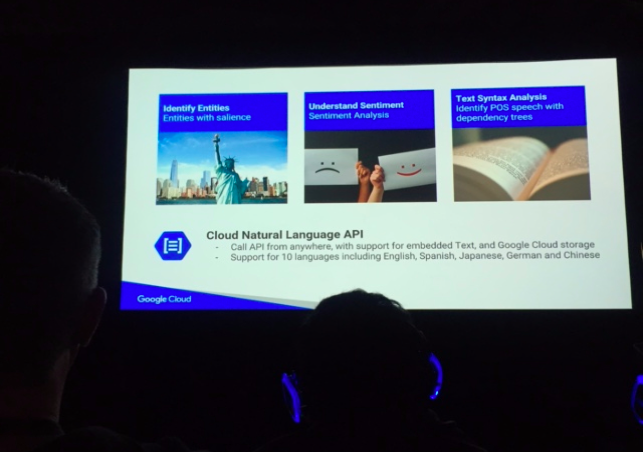 Identify Entities
Entities with salience
Understand Sentiment
Sentiment Analysis
Text Syntax Analysis
Identify POS speech with
dependency trees
Cloud Natural Language API
- Call API from anywhere, with support for embedded Text, and Google Cloud storage
- Support for 10 languages including English, Spanish, Japanese, German and Chinese
Google Cloud